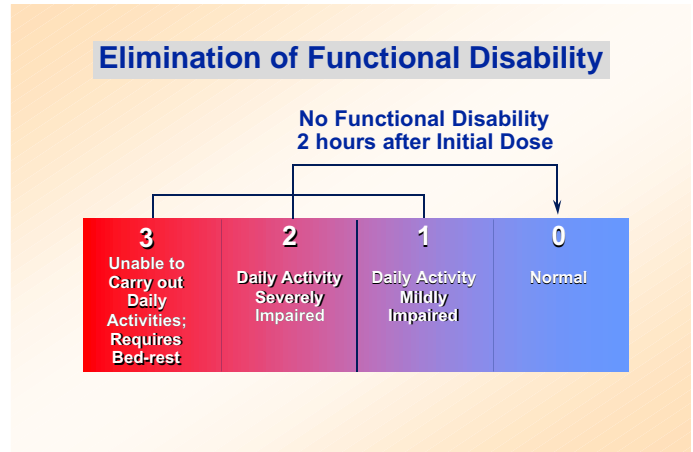 Elimination of Functional Disability
No Functional Disability
2 hours after Initial Dose
3
Unable to
Carry out
Daily
Activities;
Requires
Bed-rest
2
Daily Activity
Severely
Impaired
1
Daily Activity
Mildly
Impaired
0
Normal